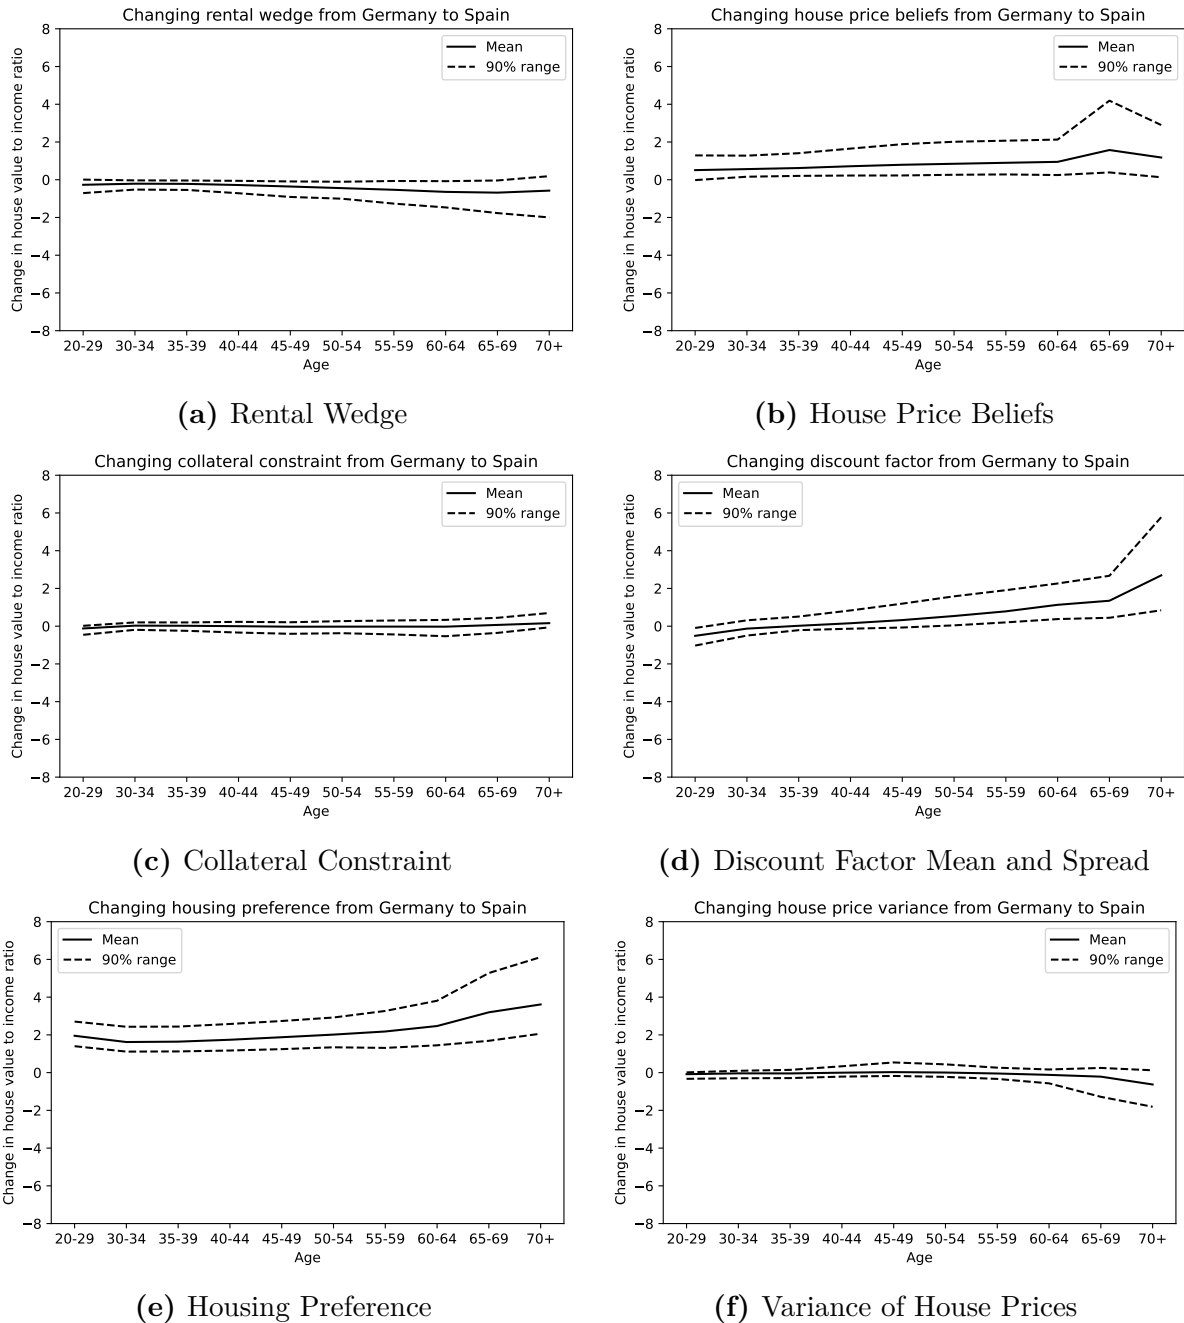 Changing rental wedge from Germany to Spain
Change in house value to income ratio
8
6
4
2
0
−2
−4
−6
−8
Mean
90% range
20-29 30-34 35-39 40-44 45-49 50-54 55-59 60-64 65-69 70+
Age
(a) Rental Wedge
Changing house price beliefs from Germany to Spain
Change in house value to income ratio
8
6
4
2
0
−2
−4
−6
−8
Mean
90% range
20-29 30-34 35-39 40-44 45-49 50-54 55-59 60-64 65-69 70+
Age
(b) House Price Beliefs
Changing collateral constraint from Germany to Spain
Change in house value to income ratio
8
6
4
2
0
−2
−4
−6
−8
Mean
90% range
20-29 30-34 35-39 40-44 45-49 50-54 55-59 60-64 65-69 70+
Age
(c) Collateral Constraint
Changing discount factor from Germany to Spain
Change in house value to income ratio
8
6
4
2
0
−2
−4
−6
−8
Mean
90% range
20-29 30-34 35-39 40-44 45-49 50-54 55-59 60-64 65-69 70+
Age
(d) Discount Factor Mean and Spread
Changing housing preference from Germany to Spain
Change in house value to income ratio
8
6
4
2
0
−2
−4
−6
−8
Mean
90% range
20-29 30-34 35-39 40-44 45-49 50-54 55-59 60-64 65-69 70+
Age
(e) Housing Preference
Changing house price variance from Germany to Spain
Change in house value to income ratio
8
6
4
2
0
−2
−4
−6
−8
Mean
90% range
20-29 30-34 35-39 40-44 45-49 50-54 55-59 60-64 65-69 70+
Age
(f) Variance of House Prices